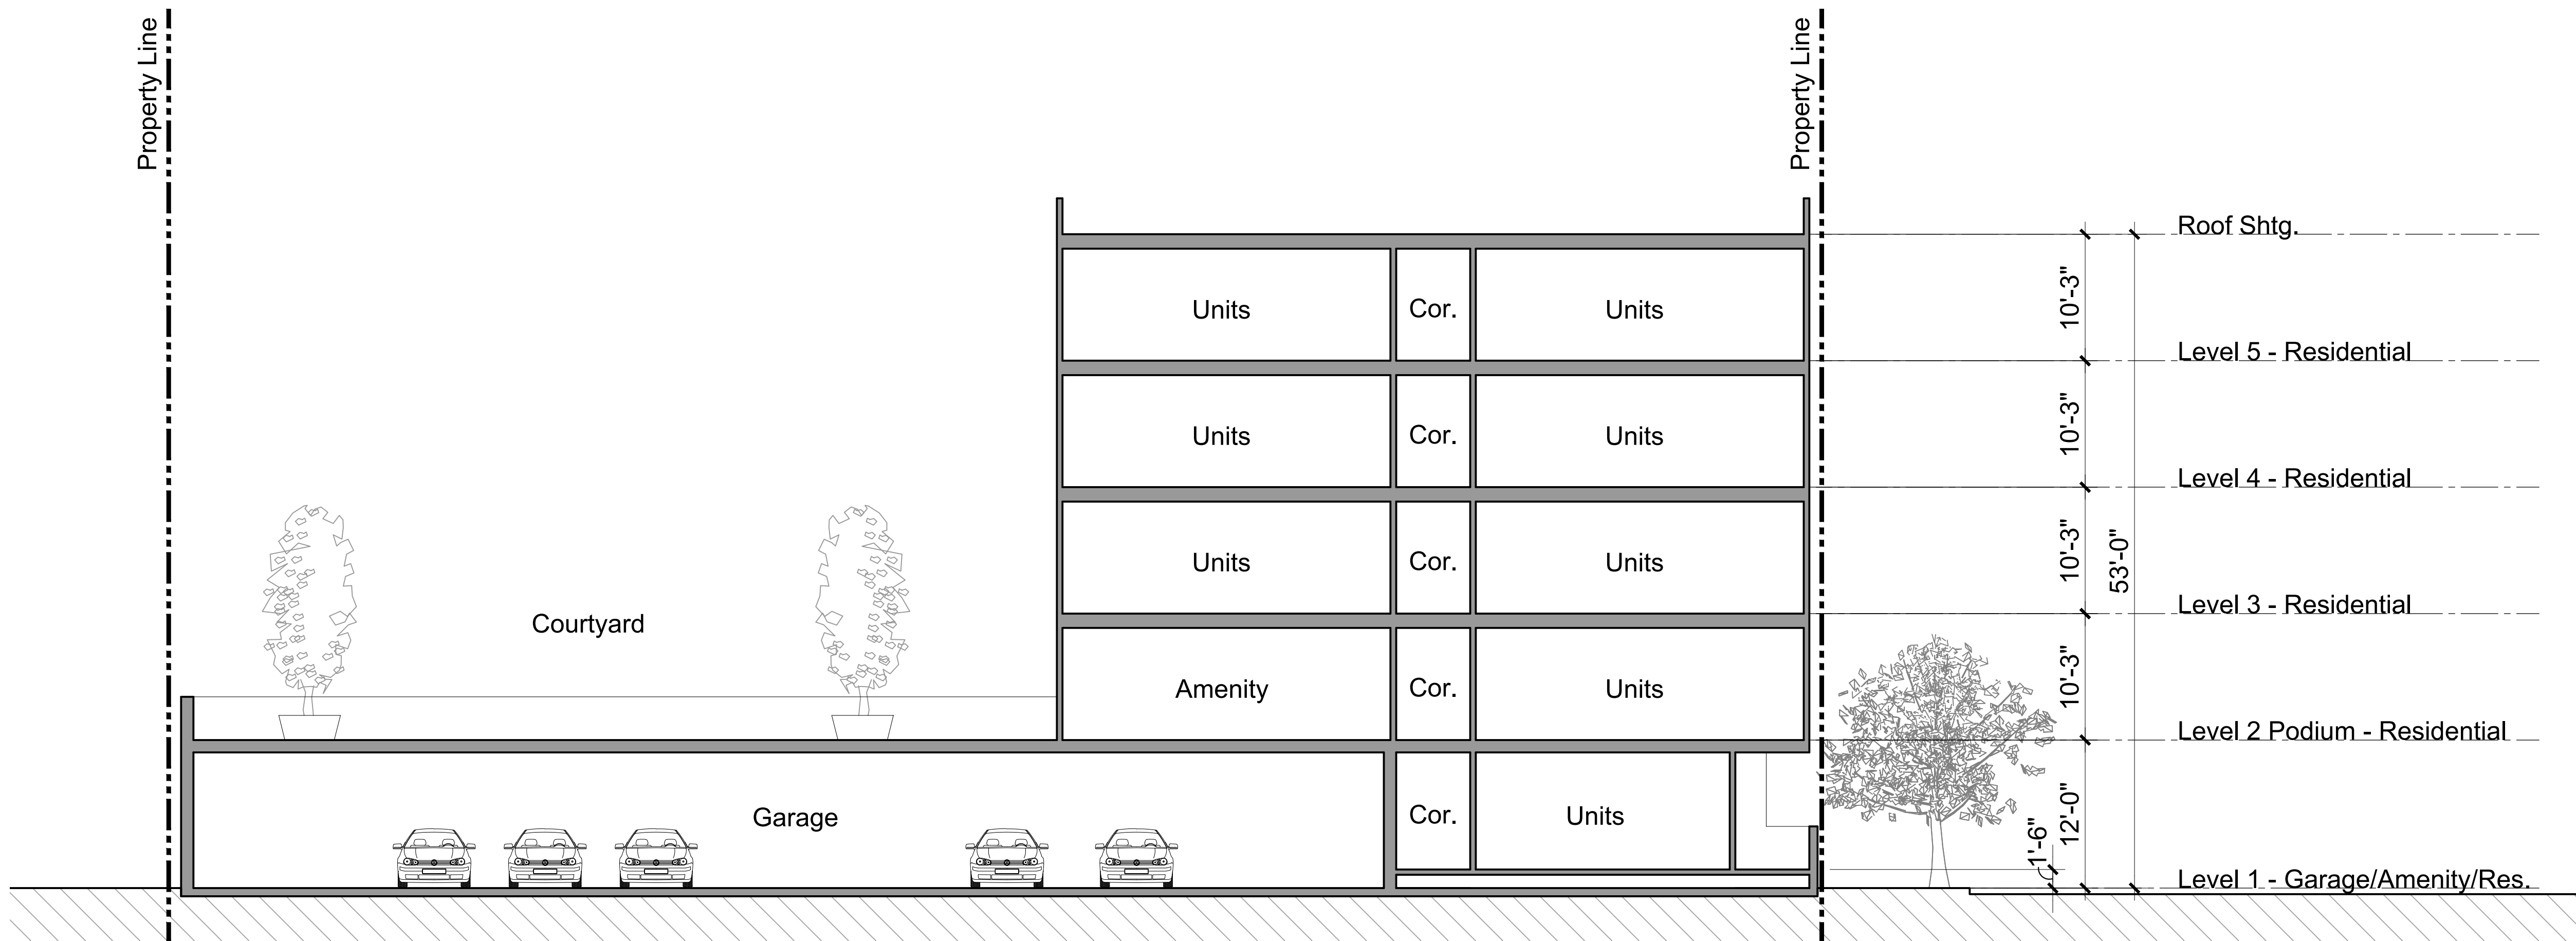 Property Line
Property Line
Roof Shtg.
10'-3"
Units
Cor.
Units
Level 5 - Residential
10'-3"
Units
Cor.
Units
Level 4 - Residential
10'-3"
53'-0"
Units
Cor.
Units
Level 3 - Residential
Courtyard
10'-3"
Amenity
Cor.
Units
Level 2 Podium - Residential
12'-0"
1'-6"
Garage
Cor.
Units
Level 1 - Garage/Amenity/Res.